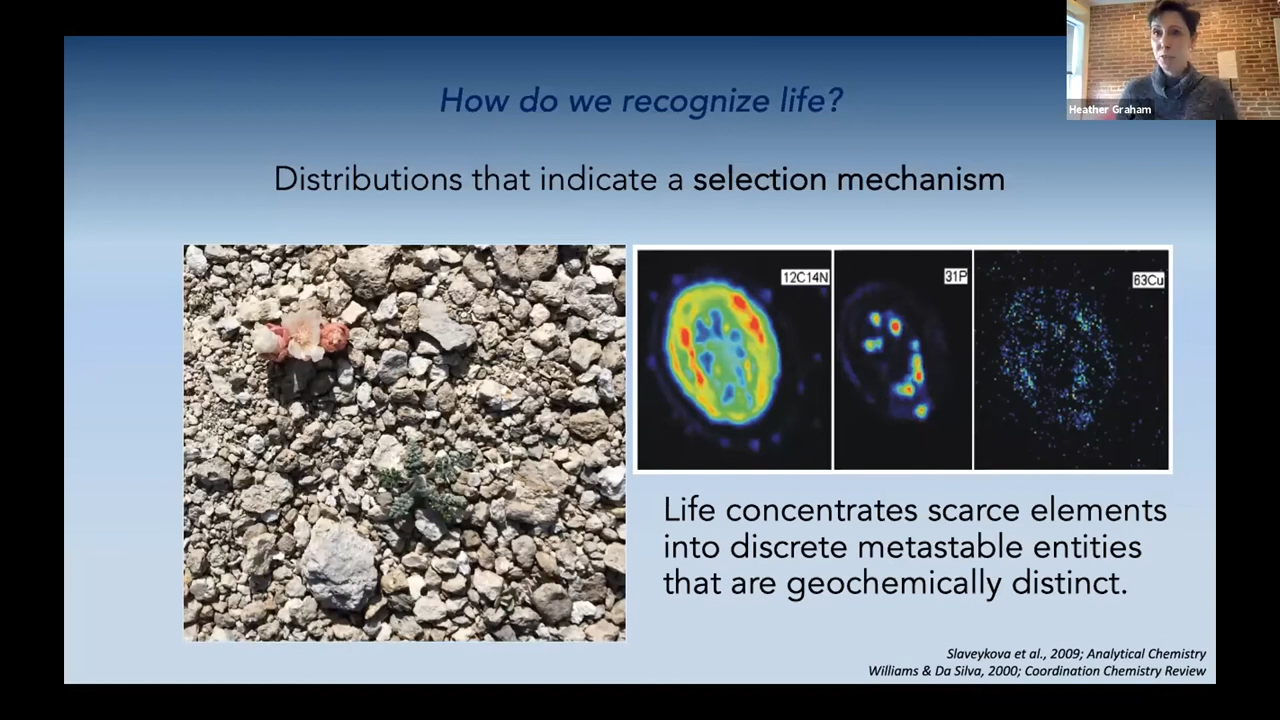 How do we recognize life?
Heather Graham
Distributions that indicate a selection mechanism
12C14N
31P
63Cu
Life concentrates scarce elements
into discrete metastable entities
that are geochemically distinct.
Slaveykova et al., 2009; Analytical Chemistry
Williams & Da Silva, 2000; Coordination Chemistry Review